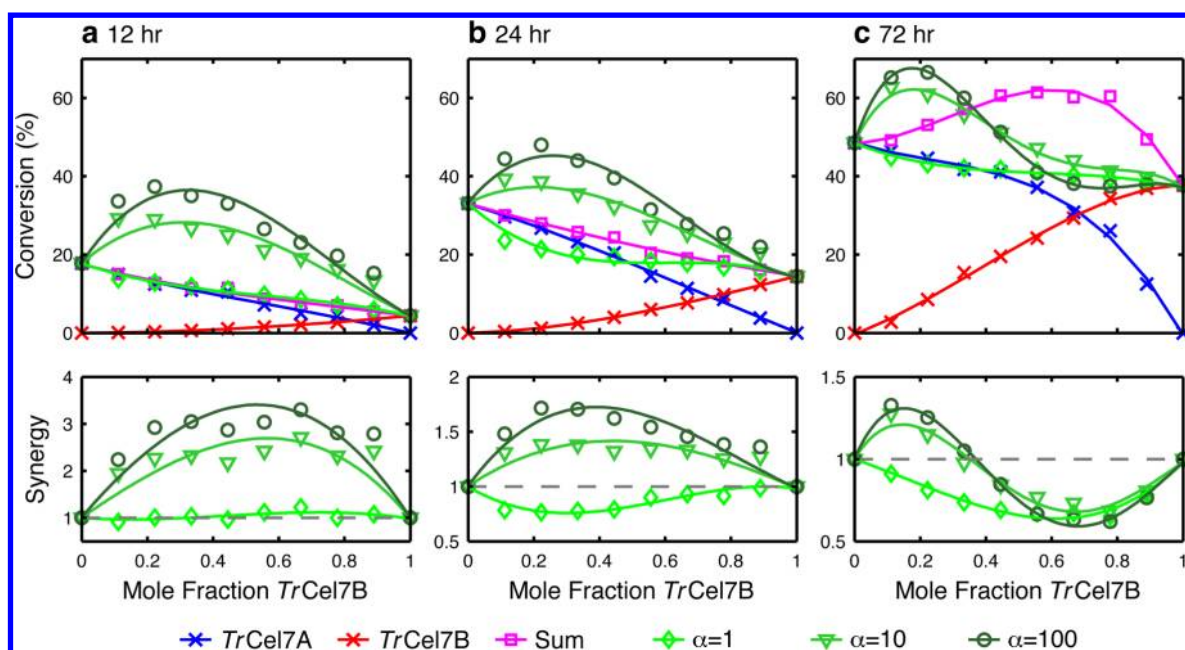 a 12 hr
b 24 hr
c 72 hr
Conversion (%)
60
40
20
0
60
40
20
0
60
40
20
0
Synergy
4
3
2
1
2
1.5
1
0.5
1.5
1
0.5
0 0.2 0.4 0.6 0.8 1
0 0.2 0.4 0.6 0.8 1
0 0.2 0.4 0.6 0.8 1
Mole Fraction TrCel7B
Mole Fraction TrCel7B
Mole Fraction TrCel7B
TrCel7A TrCel7B Sum α=1 α=10 α=100